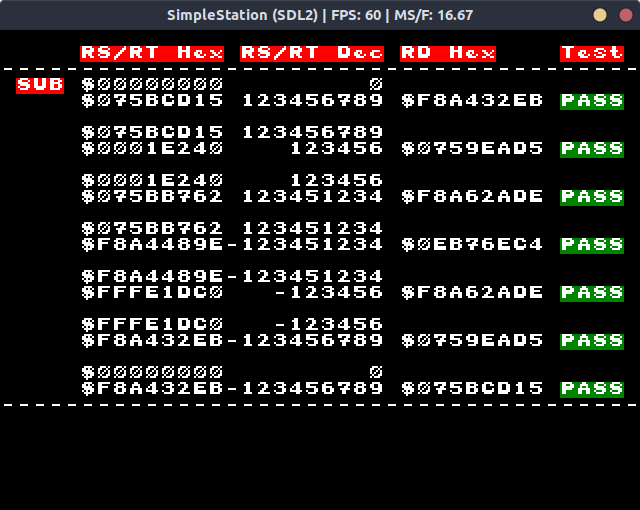 SimpleStation (SDL2) | FPS: 60 | MS/F: 16.67
RS/RT Hex RS/RT Dec RD Hex Test
SUB $00000000 0
$075BCD15 123456789 $F8A432EB PASS
$075BCD15 123456789
$0001E240 123456 $0759EAD5 PASS
$0001E240 123456
$075BB762 123451234 $F8A62ADE PASS
$075BB762 123451234
$F8A4489E-123451234 $0EB76EC4 PASS
$F8A4489E-123451234
$FFFE1DC0 -123456 $F8A62ADE PASS
$FFFE1DC0 -123456
$F8A432EB-123456789 $0759EAD5 PASS
$00000000 0
$F8A432EB-123456789 $075BCD15 PASS